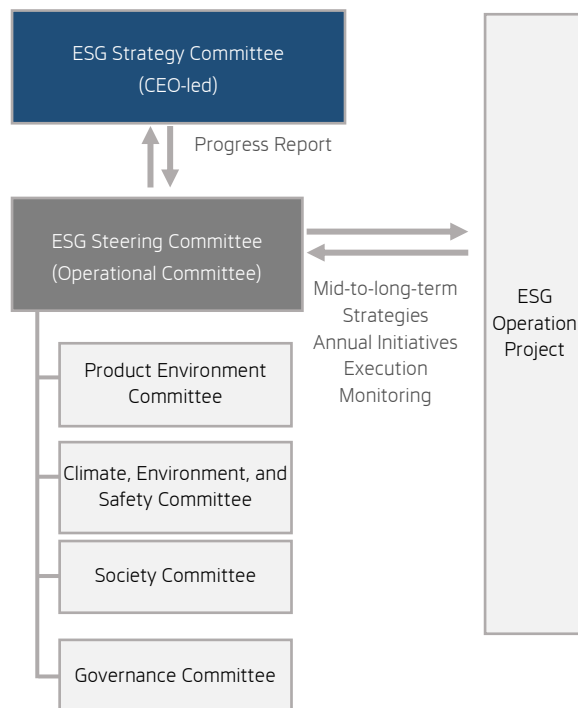 ESG Strategy Committee
(CEO-led)
Progress Report
ESG Steering Committee
(Operational Committee)
Mid-to-long-term
Strategies
Annual Initiatives
Execution
Monitoring
ESG
Operation
Project
Product Environment
Committee
Climate, Environment, and
Safety Committee
Society Committee
Governance Committee